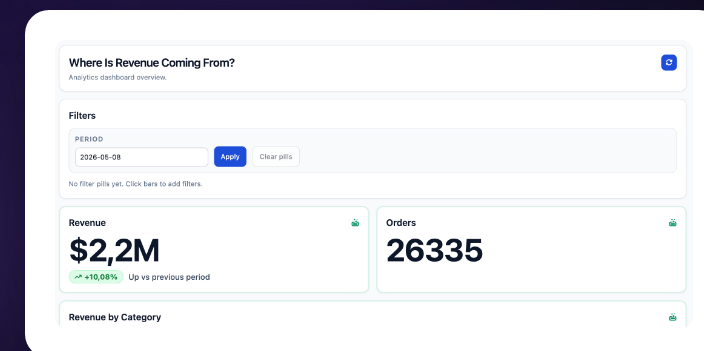 Where Is Revenue Coming From?
Analytics dashboard overview.
Filters
PERIOD
2026-05-08
Apply
Clear pills
No filter pills yet. Click bars to add filters.
Revenue
$2,2M
+10,08% Up vs previous period
Orders
26335
Revenue by Category